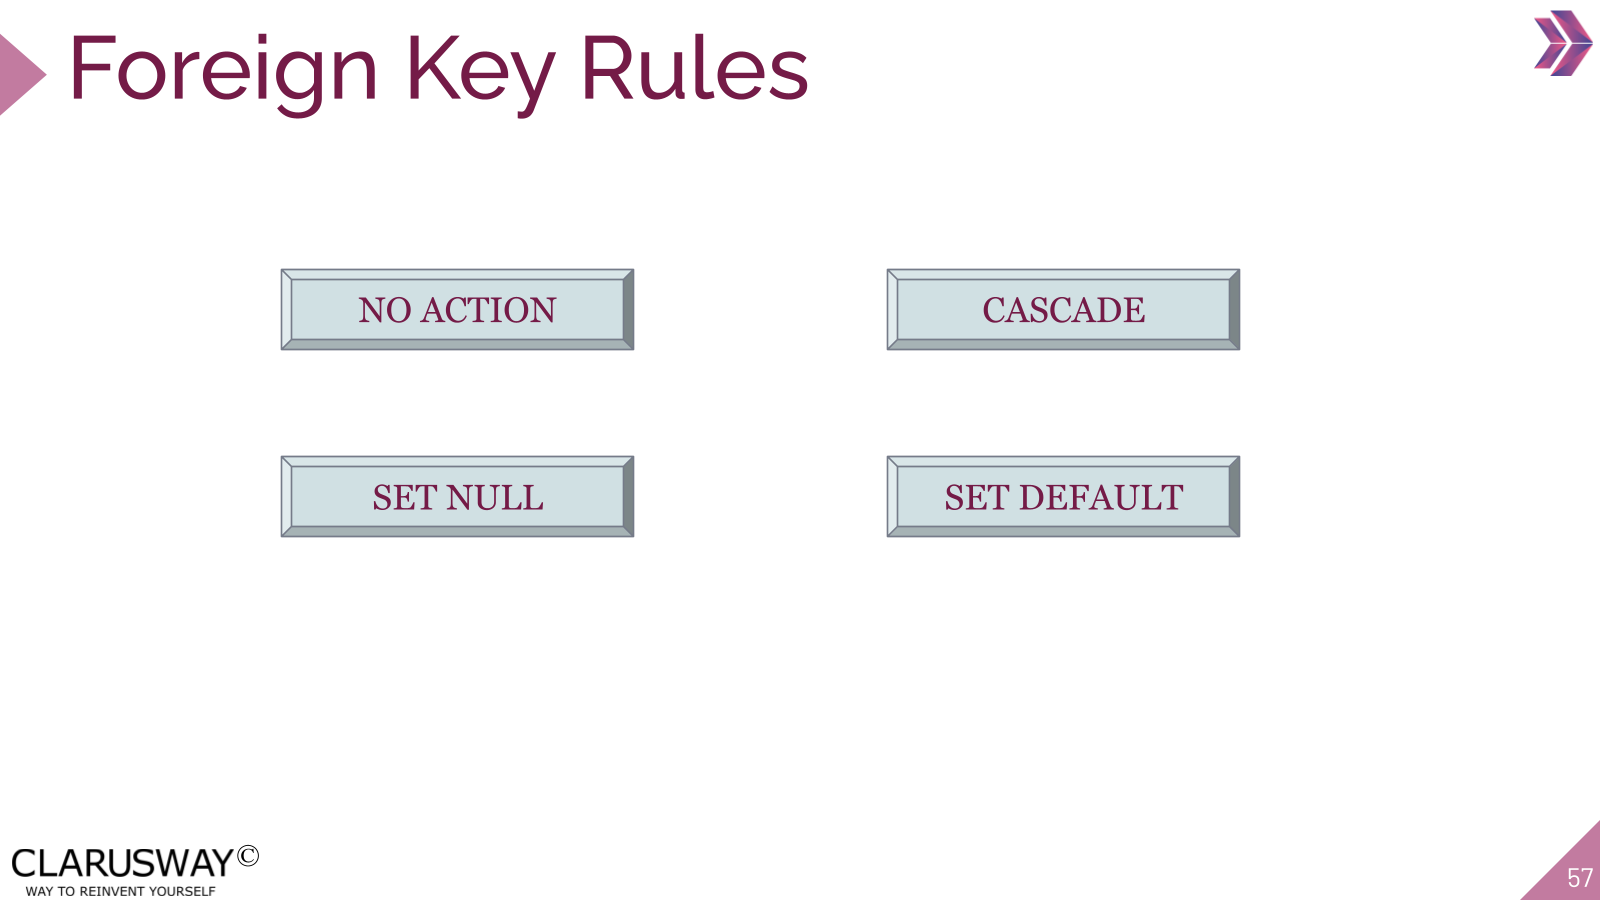 Foreign Key Rules
NO ACTION
CASCADE
SET NULL
SET DEFAULT
CLARUSWAY©
WAY TO REINVENT YOURSELF
57